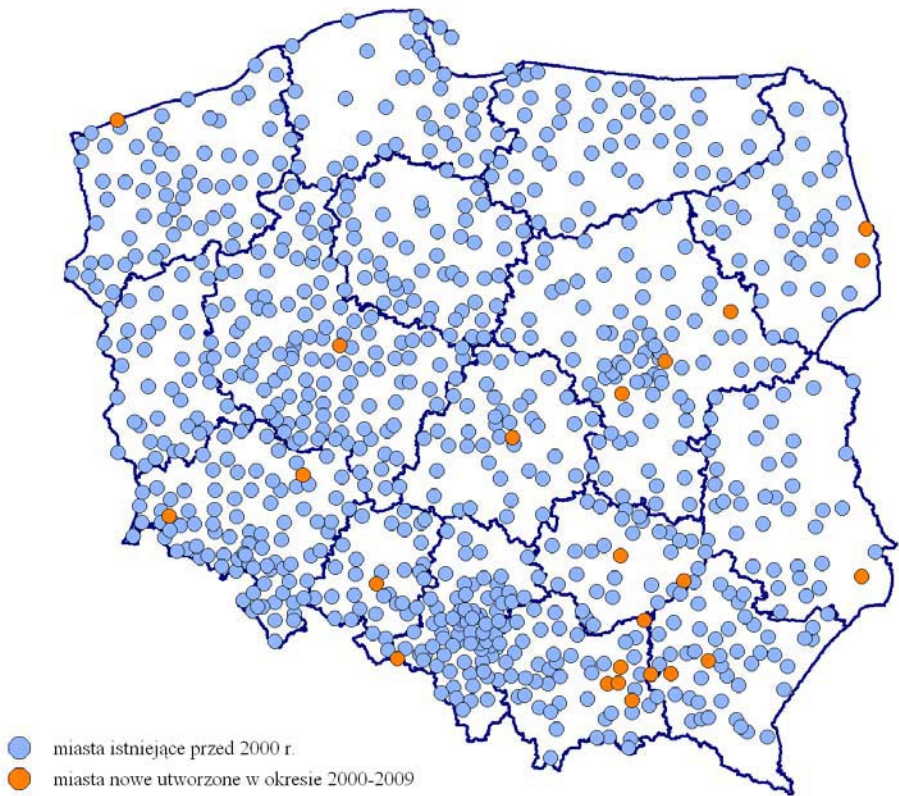 miasta istniejące przed 2000 r.
miasta nowe utworzone w okresie 2000-2009